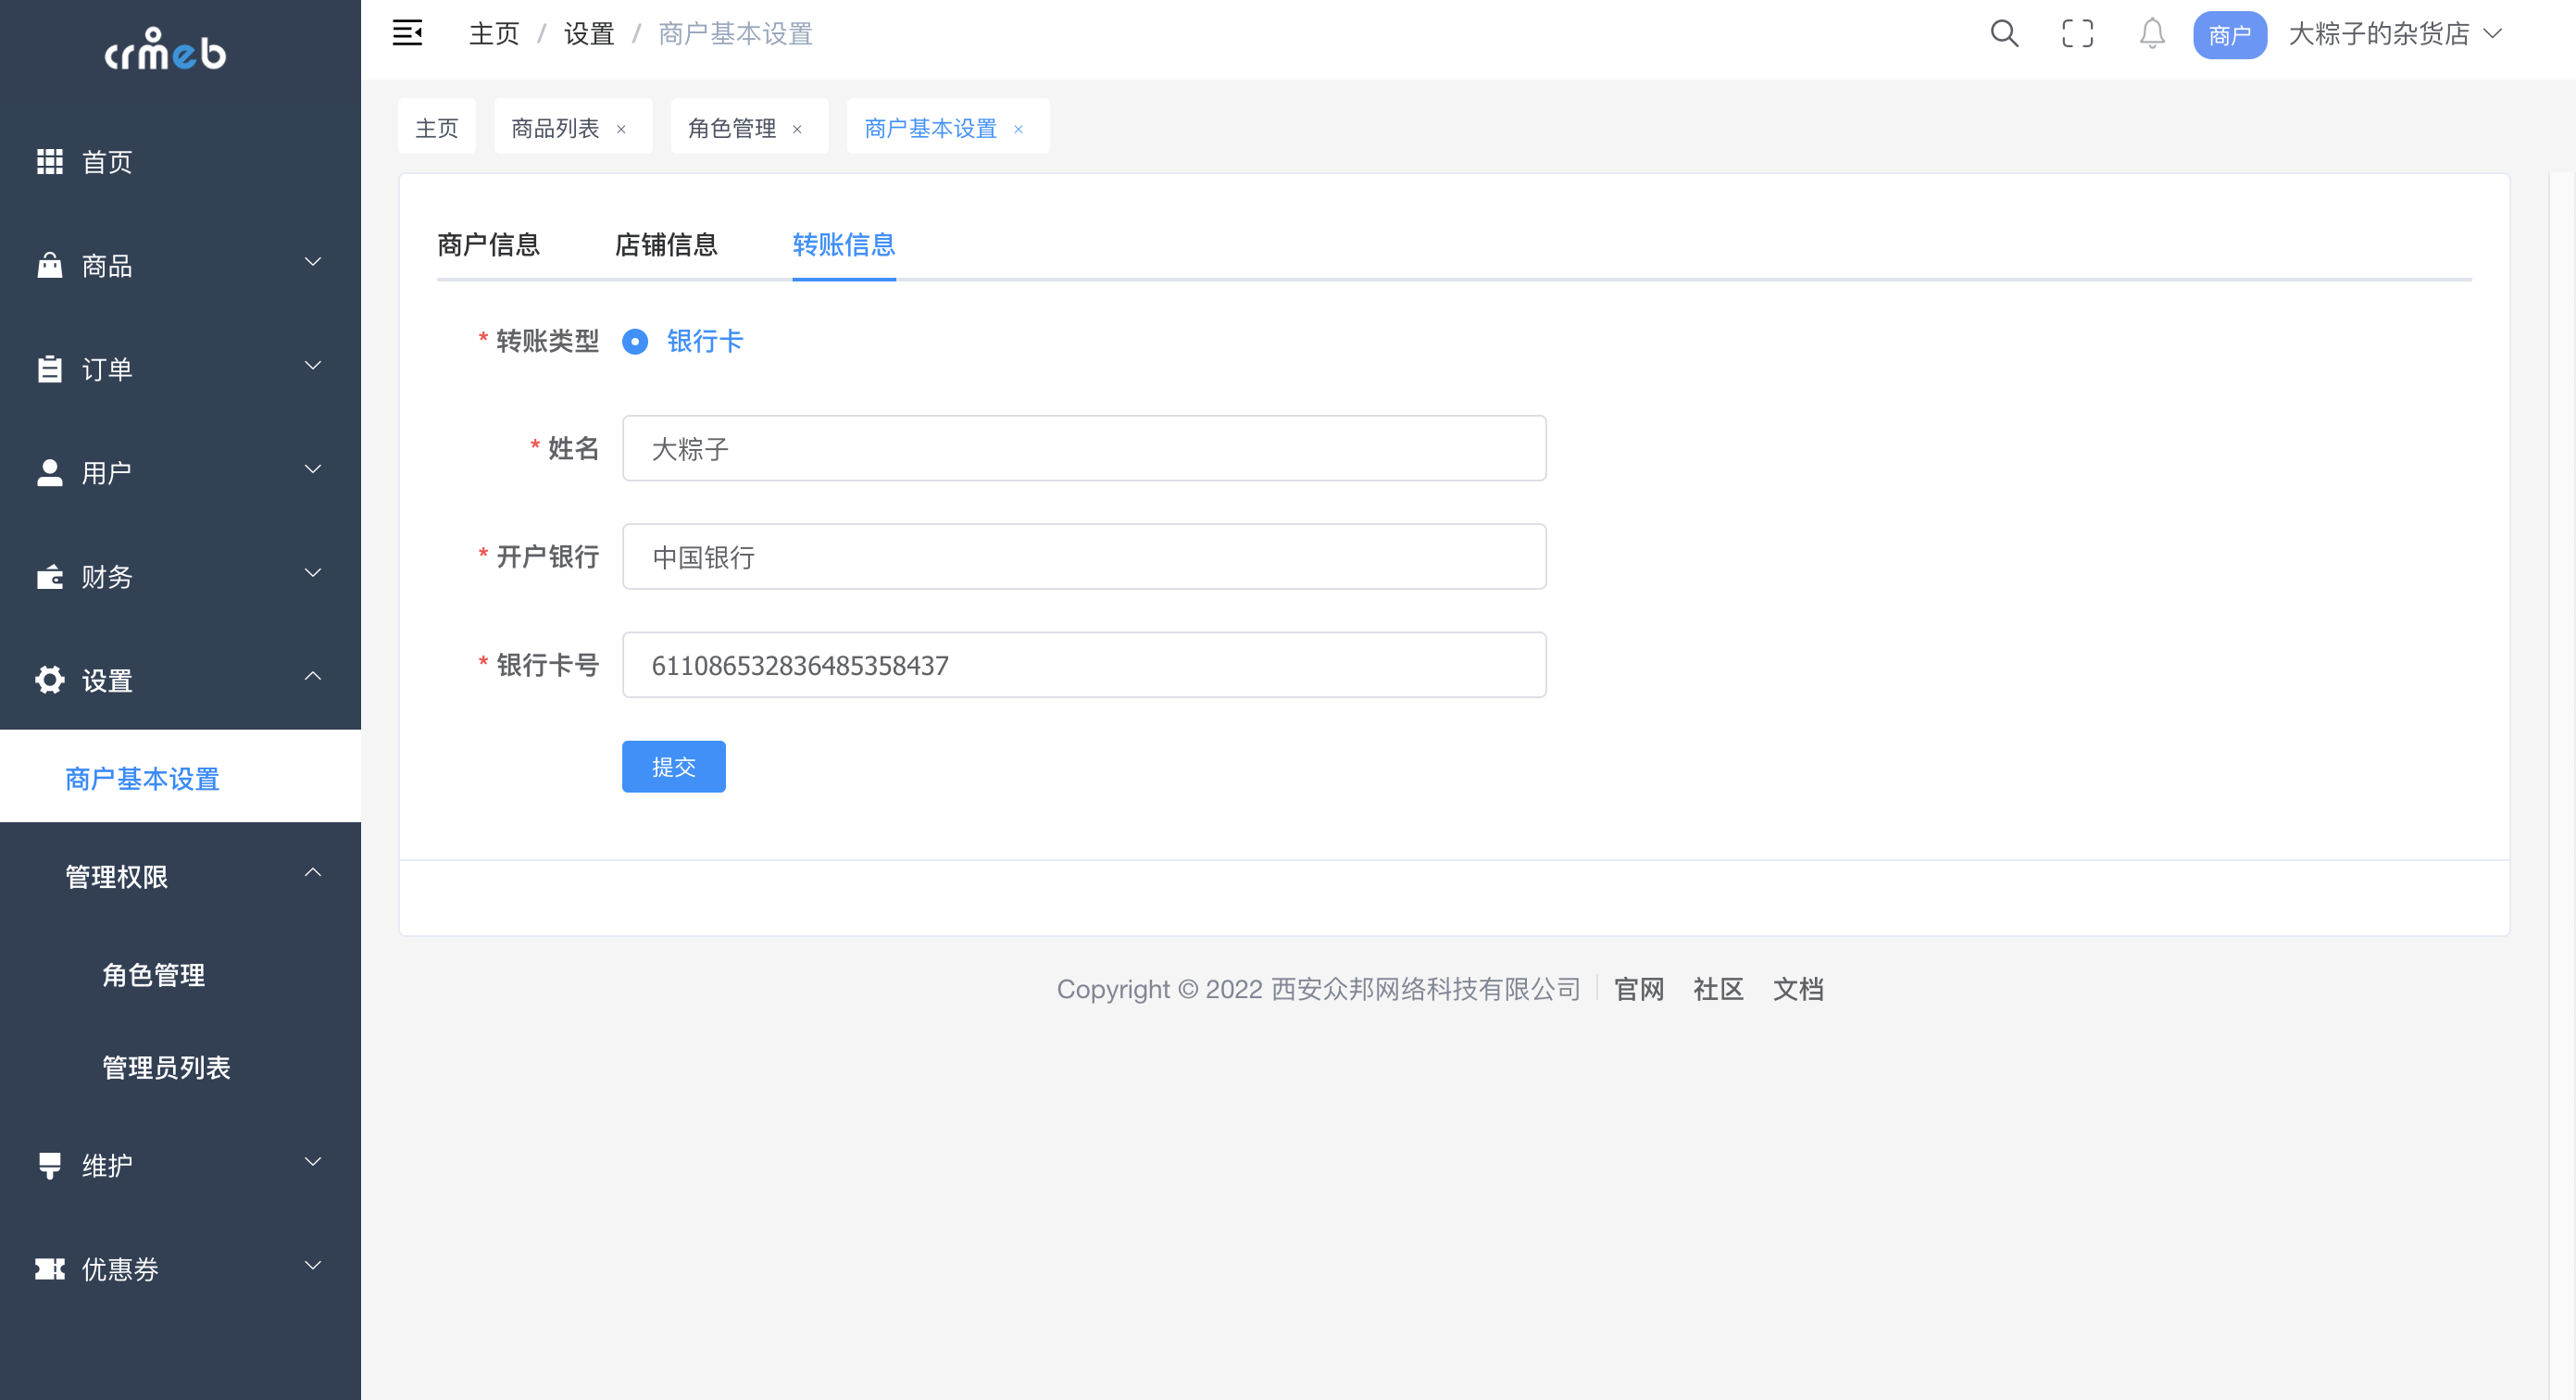 crmeb
主页 / 设置 / 商户基本设置
商户 大粽子的杂货店
主页 商品列表 × 角色管理 × 商户基本设置 ×
首页
商品
订单
用户
财务
设置
商户基本设置
管理权限
角色管理
管理员列表
维护
优惠券
商户信息 店铺信息 转账信息
* 转账类型 银行卡
* 姓名 大粽子
* 开户银行 中国银行
* 银行卡号 611086532836485358437
提交
Copyright © 2022 西安众邦网络科技有限公司 官网 社区 文档